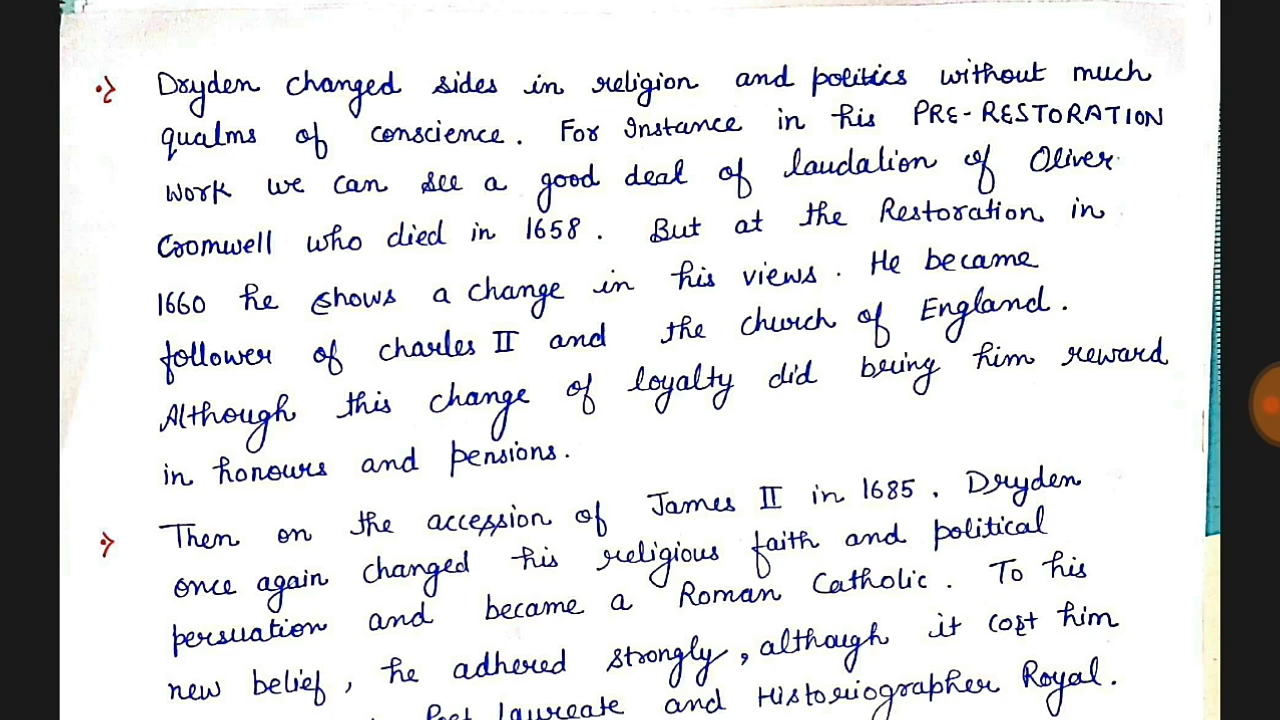 Dryden changed sides in religion and politics without much
qualms of conscience. For Instance in his PRE-RESTORATION
work we can see a good deal of laudalion of Oliver
Cromwell who died in 1658. But at the Restoration in
1660 he shows a change in his views. He became
follower of charles II and the church of England.
Although this change of loyalty did bring him reward
in honours and pensions.
Then on the accession of James II in 1685. Dryden
once again changed his religious faith and political
persuation and became a Roman Catholic. To his
new belief, he adhered strongly, although it cost him
Poet laureate and Historiographer Royal.